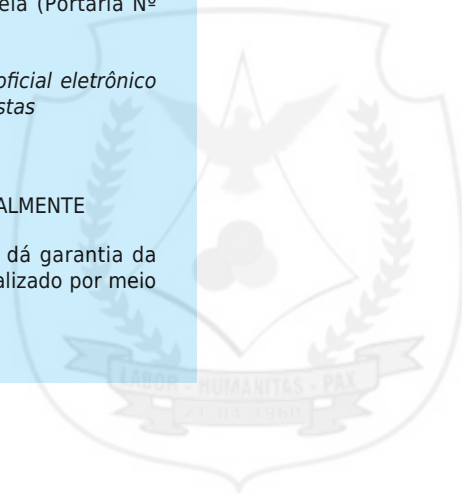 ela (Portaria Nº
oficial eletrônico
stas
ALMENTE
dá garantia da
alizado por meio
LABOR - HUMANITAS - PAX